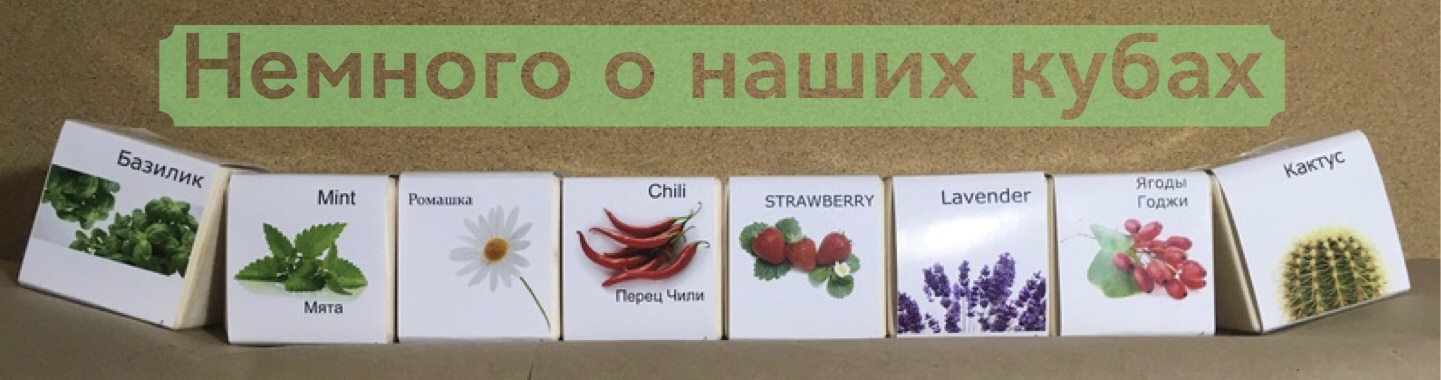 Немного о наших кубах
Базилик
Mint
Мята
Ромашка
Chili
Перец Чили
STRAWBERRY
Lavender
Ягоды
Годжи
Кактус